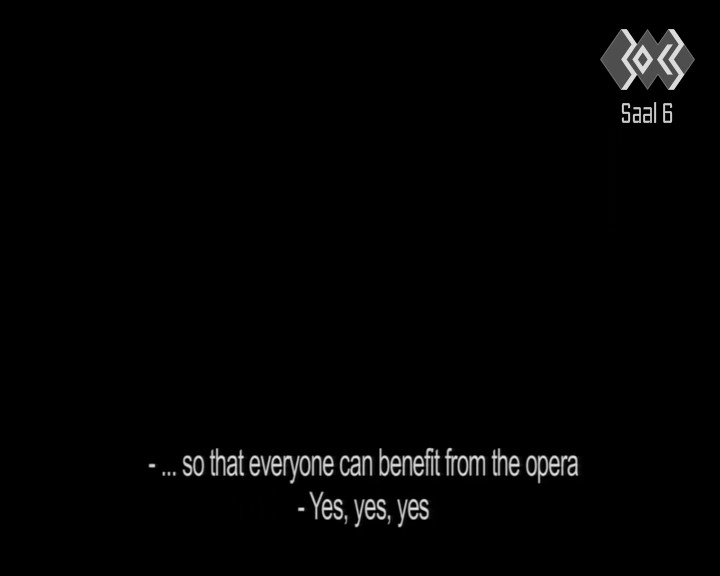 Saal 6
- ... so that everyone can benefit from the opera
- Yes, yes, yes